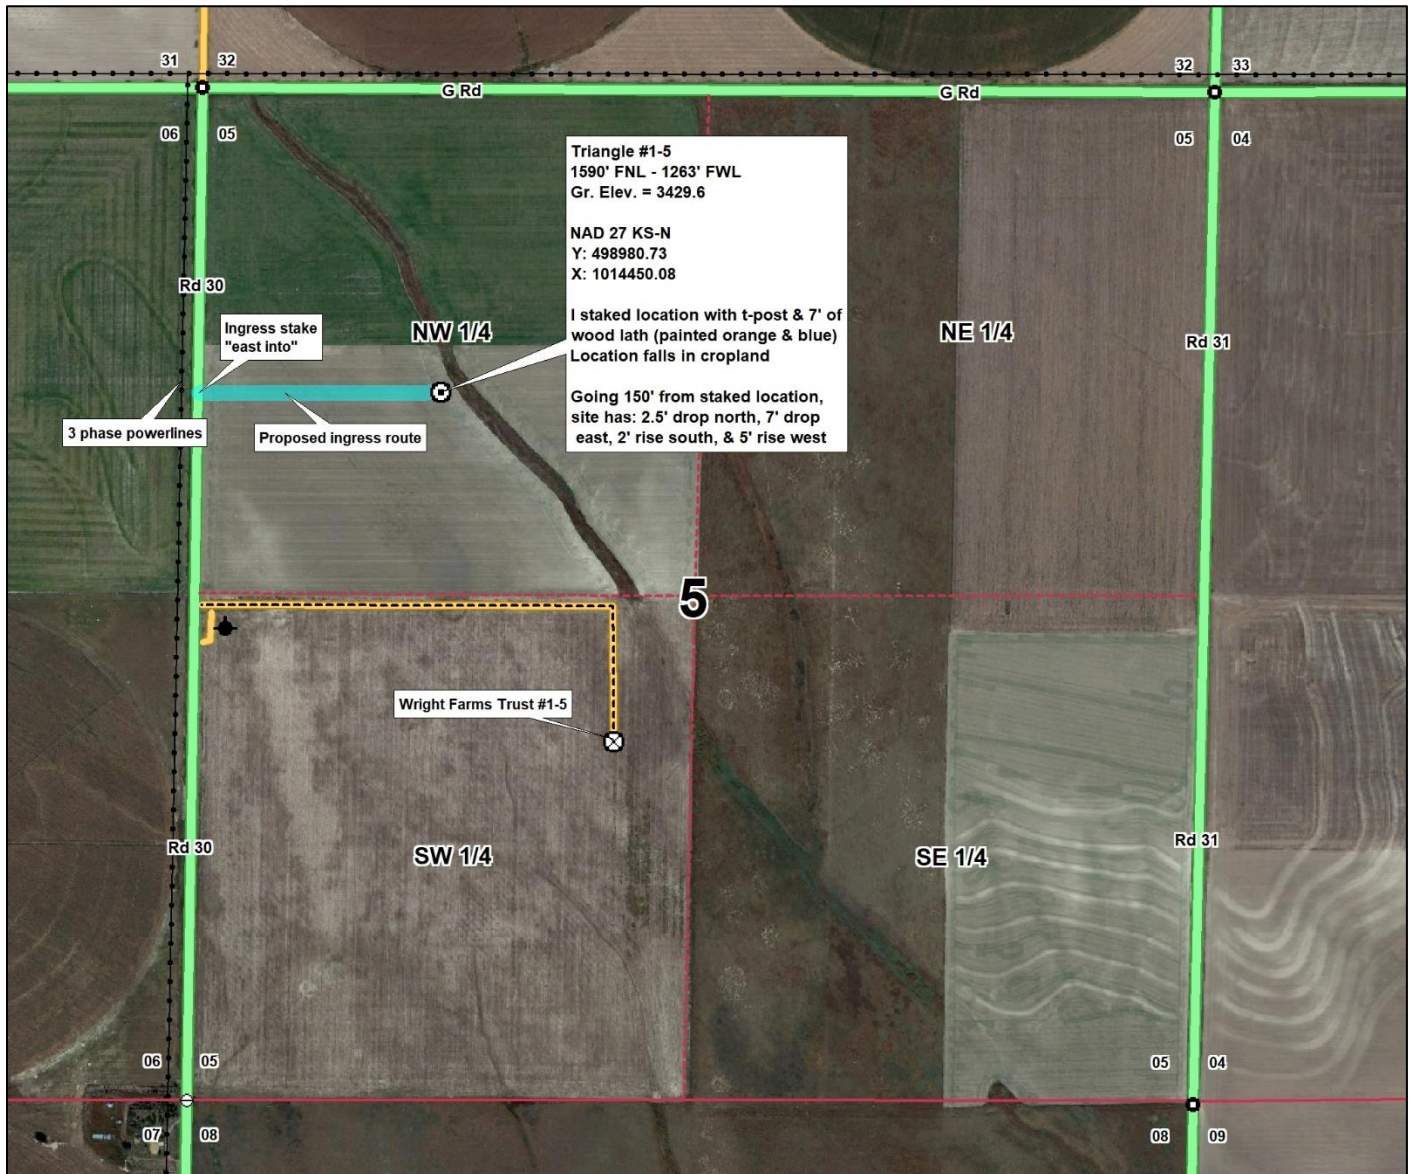 31
32
32
33
G Rd
G Rd
06
05
05
04
Triangle #1-5
1590' FNL - 1263' FWL
Gr. Elev. = 3429.6
NAD 27 KS-N
Y: 498980.73
X: 1014450.08
I staked location with t-post & 7' of
wood lath (painted orange & blue)
Location falls in cropland
Going 150' from staked location,
site has: 2.5' drop north, 7' drop
east, 2' rise south, & 5' rise west
Rd 30
Ingress stake
"east into"
NW 1/4
NE 1/4
Rd 31
3 phase powerlines
Proposed ingress route
5
Wright Farms Trust #1-5
Rd 30
SW 1/4
SE 1/4
Rd 31
06
05
05
04
07
08
08
09